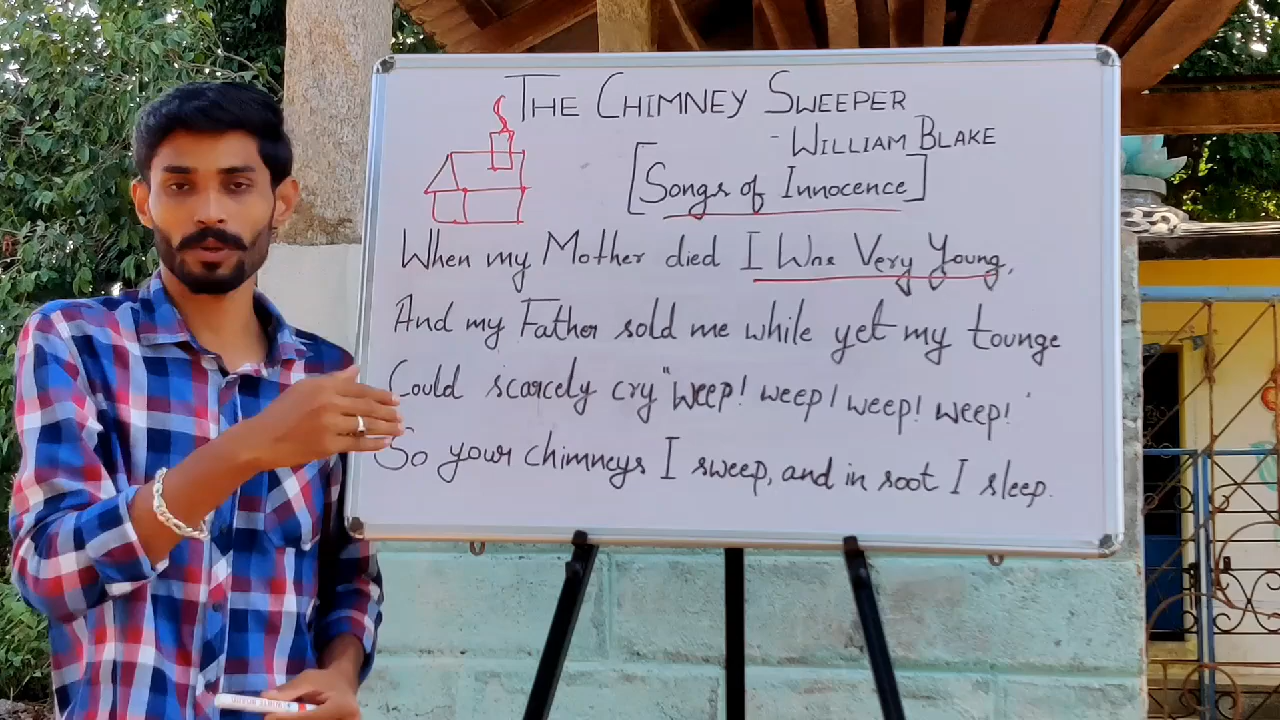 THE CHIMNEY SWEEPER
- WILLIAM BLAKE
[Songs of Innocence]
When my Mother died I Was Very Young,
And my Father sold me while yet my tounge
Could scarcely cry "weep! weep! weep! weep!'
So your chimneys I sweep, and in soot I sleep.